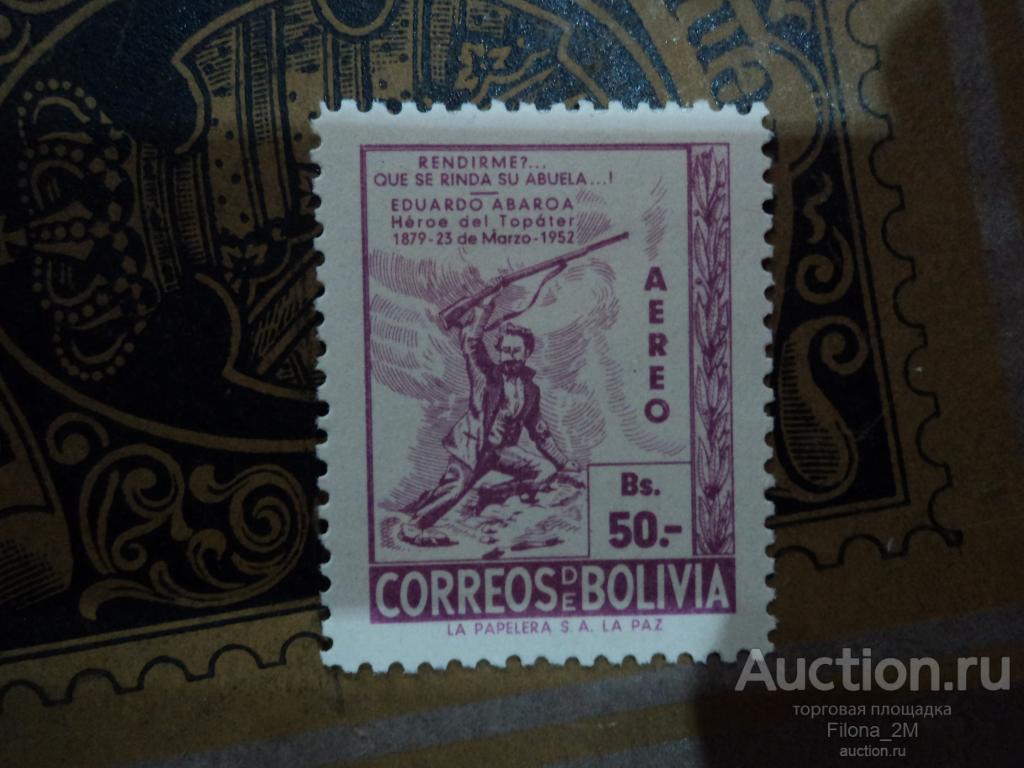 RENDIRME?...
QUE SE RINDA SU ABUELA...!
EDUARDO ABAROA
Héroe del Topáter
1879-23 de Marzo-1952
AEREO
Bs.
50.-
CORREOS DE BOLIVIA
LA PAPELERA S. A. LA PAZ
Auction.ru
торговая площадка
Filona_2M
auction.ru